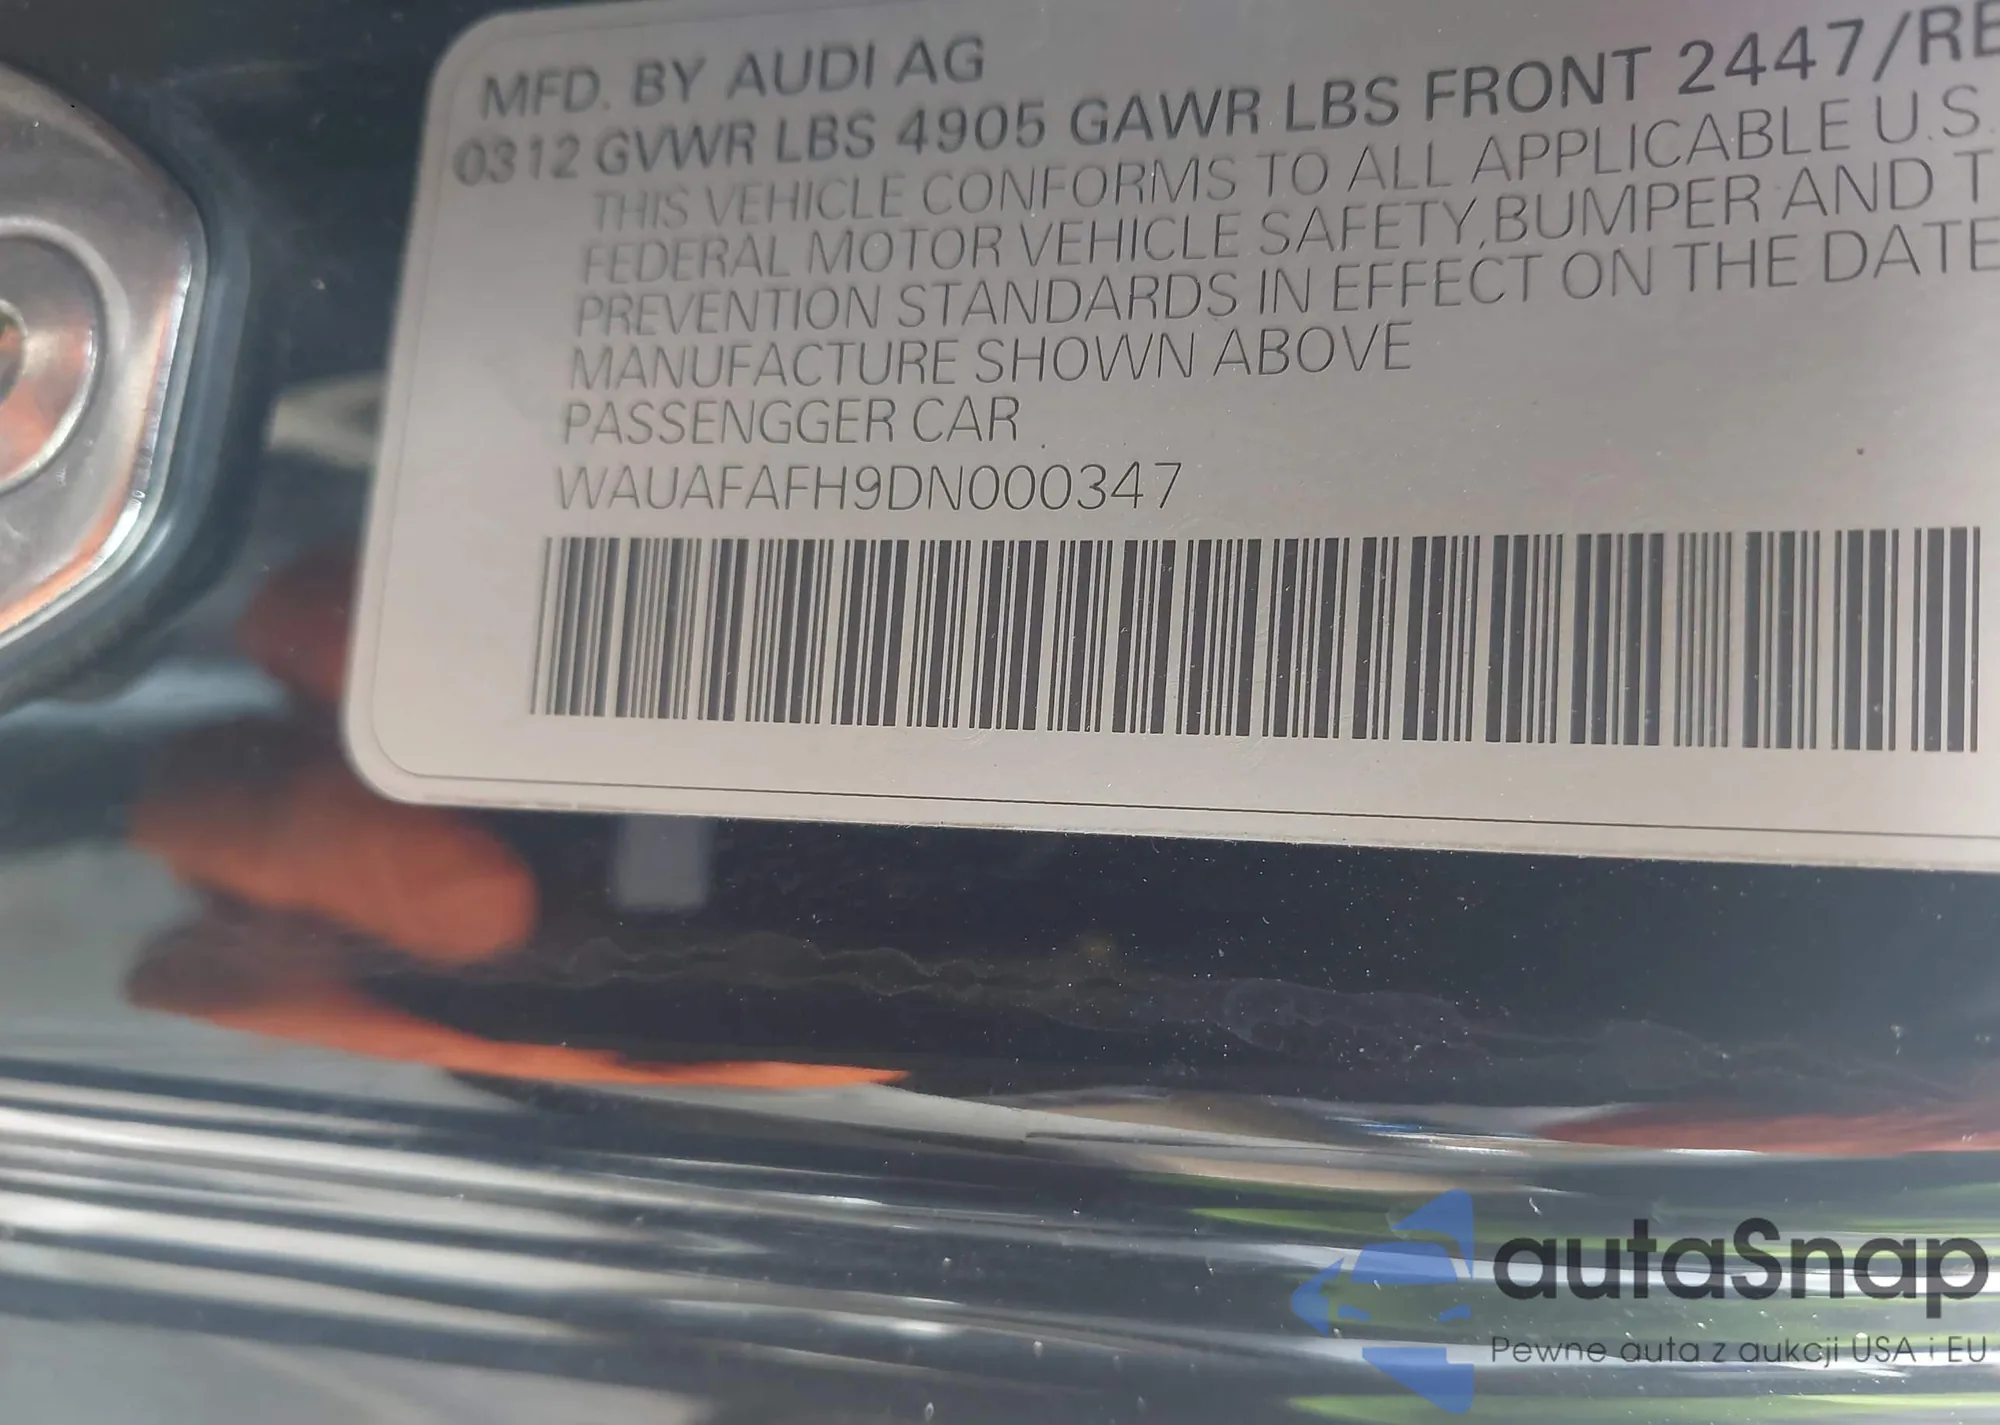 MFD. BY AUDI AG
0312 GVWR LBS 4905 GAWR LBS FRONT 2447/RE
THIS VEHICLE CONFORMS TO ALL APPLICABLE U.S.
FEDERAL MOTOR VEHICLE SAFETY,BUMPER AND T
PREVENTION STANDARDS IN EFFECT ON THE DATE
MANUFACTURE SHOWN ABOVE
PASSENGGER CAR
WAUAFAFH9DN000347
autaSnap
Pewne auta z aukcji USA i EU